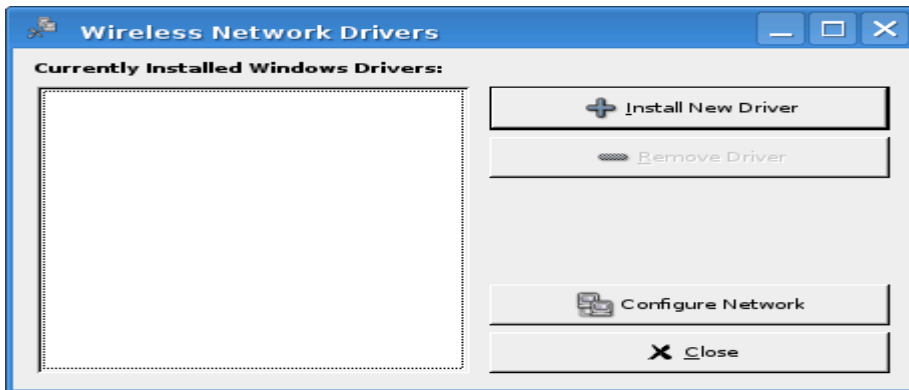 Wireless Network Drivers
Currently Installed Windows Drivers:
Install New Driver
Remove Driver
Configure Network
Close